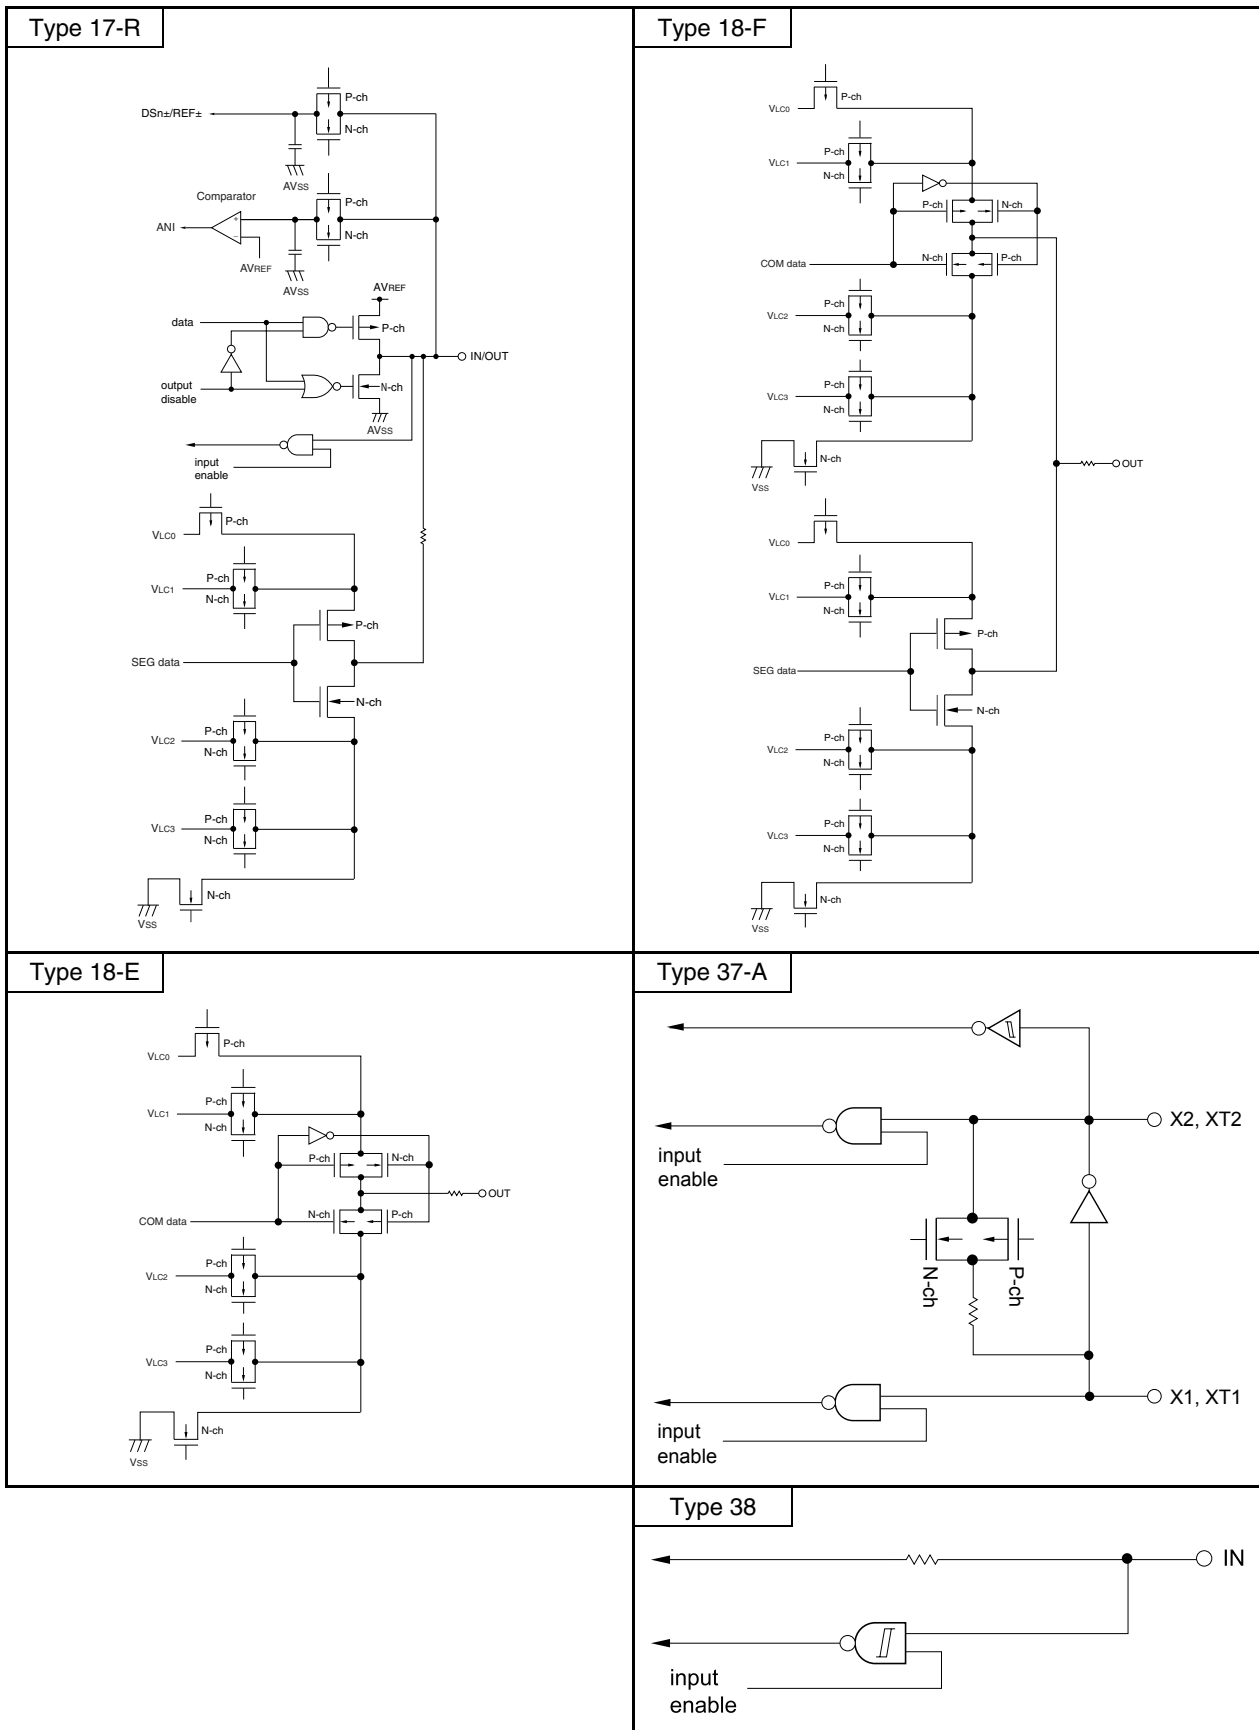 Type 17-R
P-ch
DSn±/REF±
N-ch
AVSS
Comparator
P-ch
+
ANI
−
N-ch
AVREF
AVSS
AVREF
data
P-ch
IN/OUT
output
disable
N-ch
AVSS
input
enable
P-ch
VLC0
P-ch
VLC1
N-ch
P-ch
SEG data
N-ch
P-ch
VLC2
N-ch
P-ch
VLC3
N-ch
N-ch
VSS
Type 18-F
P-ch
VLC0
P-ch
VLC1
N-ch
P-ch
N-ch
COM data
N-ch
P-ch
P-ch
VLC2
N-ch
P-ch
VLC3
N-ch
N-ch
OUT
VSS
VLC0
P-ch
VLC1
N-ch
P-ch
SEG data
N-ch
P-ch
VLC2
N-ch
P-ch
VLC3
N-ch
N-ch
VSS
Type 18-E
P-ch
VLC0
P-ch
VLC1
N-ch
P-ch
N-ch
OUT
COM data
N-ch
P-ch
P-ch
VLC2
N-ch
P-ch
VLC3
N-ch
N-ch
VSS
Type 37-A
X2, XT2
input
enable
N-ch
P-ch
X1, XT1
input
enable
Type 38
IN
input
enable